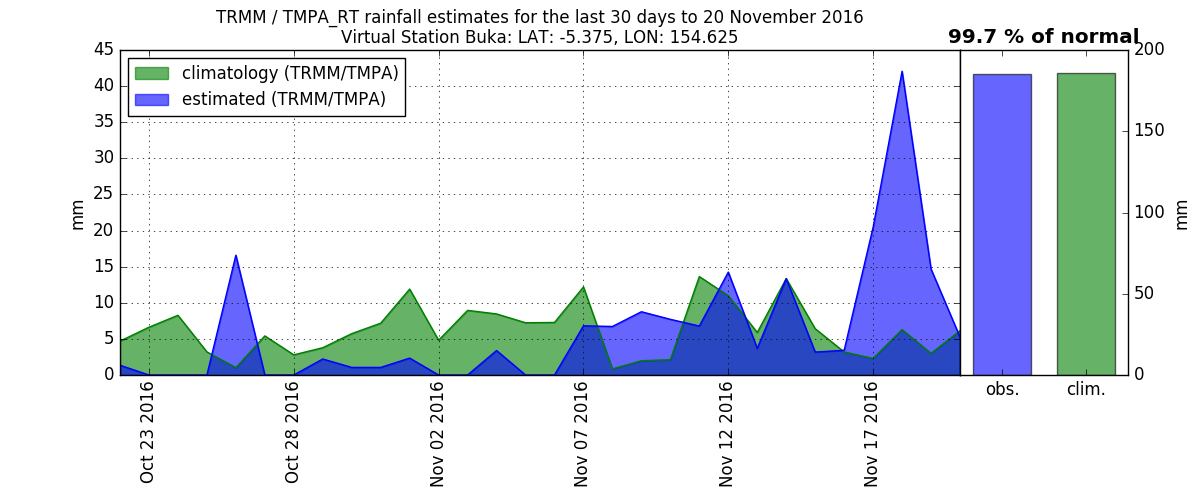 TRMM / TMPA_RT rainfall estimates for the last 30 days to 20 November 2016
Virtual Station Buka: LAT: -5.375, LON: 154.625
99.7 % of normal
climatology (TRMM/TMPA)
estimated (TRMM/TMPA)
45
40
35
30
25
20
15
10
5
0
mm
Oct 23 2016
Oct 28 2016
Nov 02 2016
Nov 07 2016
Nov 12 2016
Nov 17 2016
200
150
100
50
0
mm
obs.
clim.